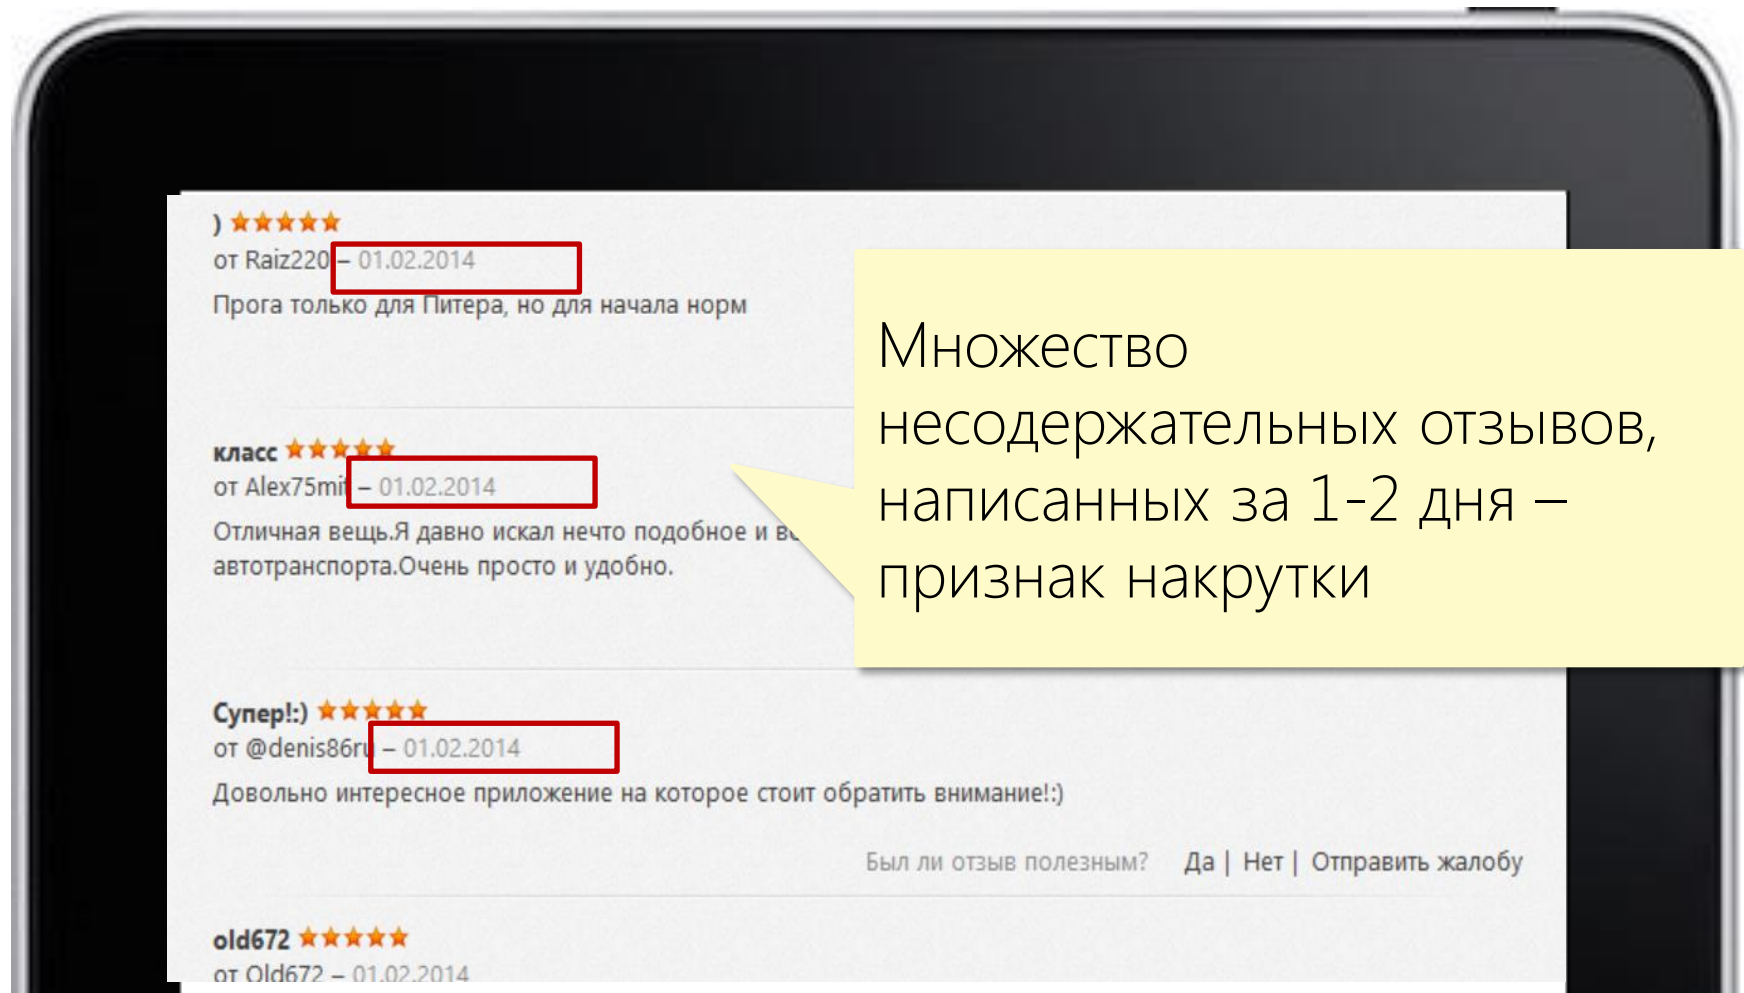 )
от Raiz220 – 01.02.2014
Прога только для Питера, но для начала норм
класс
от Alex75mif – 01.02.2014
Отличная вещь.Я давно искал нечто подобное и
автотранспорта.Очень просто и удобно.
Множество
несодержательных отзывов,
написанных за 1-2 дня –
признак накрутки
Супер!:)
от @denis86ru – 01.02.2014
Довольно интересное приложение на которое стоит обратить внимание!:)
Был ли отзыв полезным? Да | Нет | Отправить жалобу
old672
от Old672 – 01.02.2014